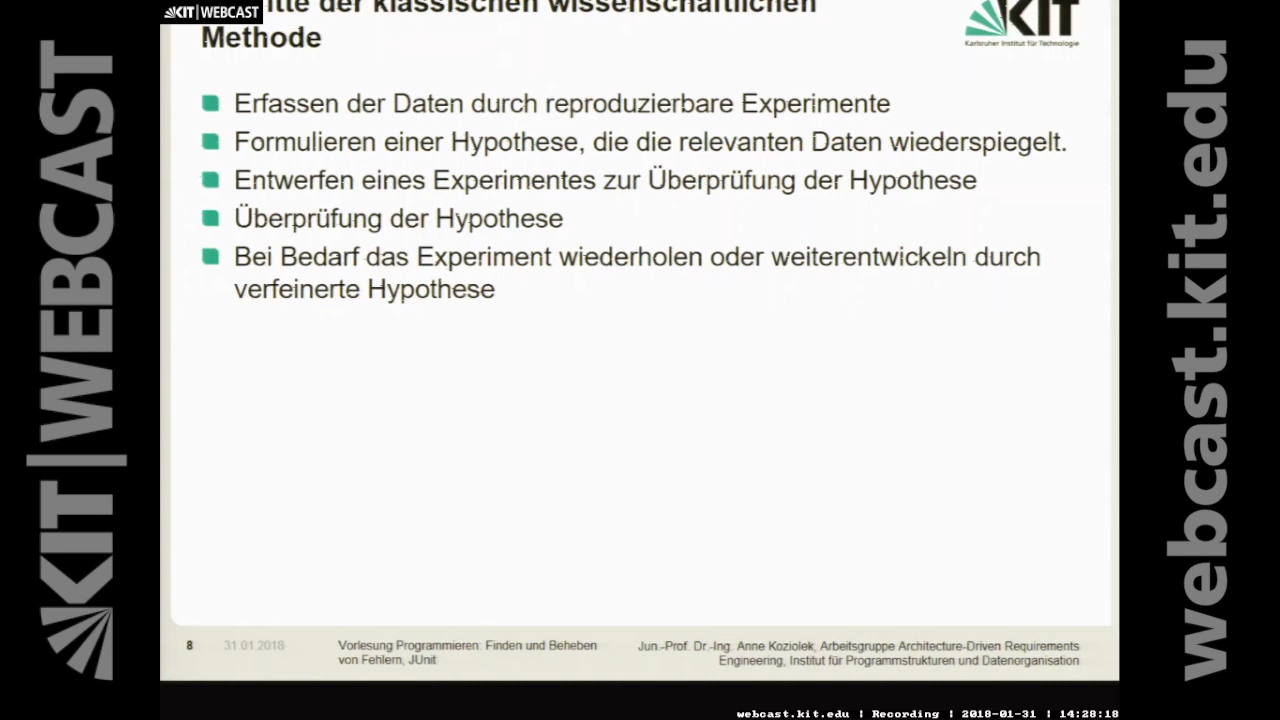 KIT|WEBCAST
der klassischen wissenschaftlichen
Methode
KIT
Karlsruher Institut für Technologie
Erfassen der Daten durch reproduzierbare Experimente
Formulieren einer Hypothese, die die relevanten Daten wiederspiegelt.
Entwerfen eines Experimentes zur Überprüfung der Hypothese
Überprüfung der Hypothese
Bei Bedarf das Experiment wiederholen oder weiterentwickeln durch
verfeinerte Hypothese
8
31.01.2018
Vorlesung Programmieren: Finden und Beheben
von Fehlern, JUnit
Jun.-Prof. Dr.-Ing. Anne Koziolek, Arbeitsgruppe Architecture-Driven Requirements
Engineering, Institut für Programmstrukturen und Datenorganisation
KIT|WEBCAST
webcast.kit.edu
webcast.kit.edu | Recording | 2018-01-31 | 14:28:18